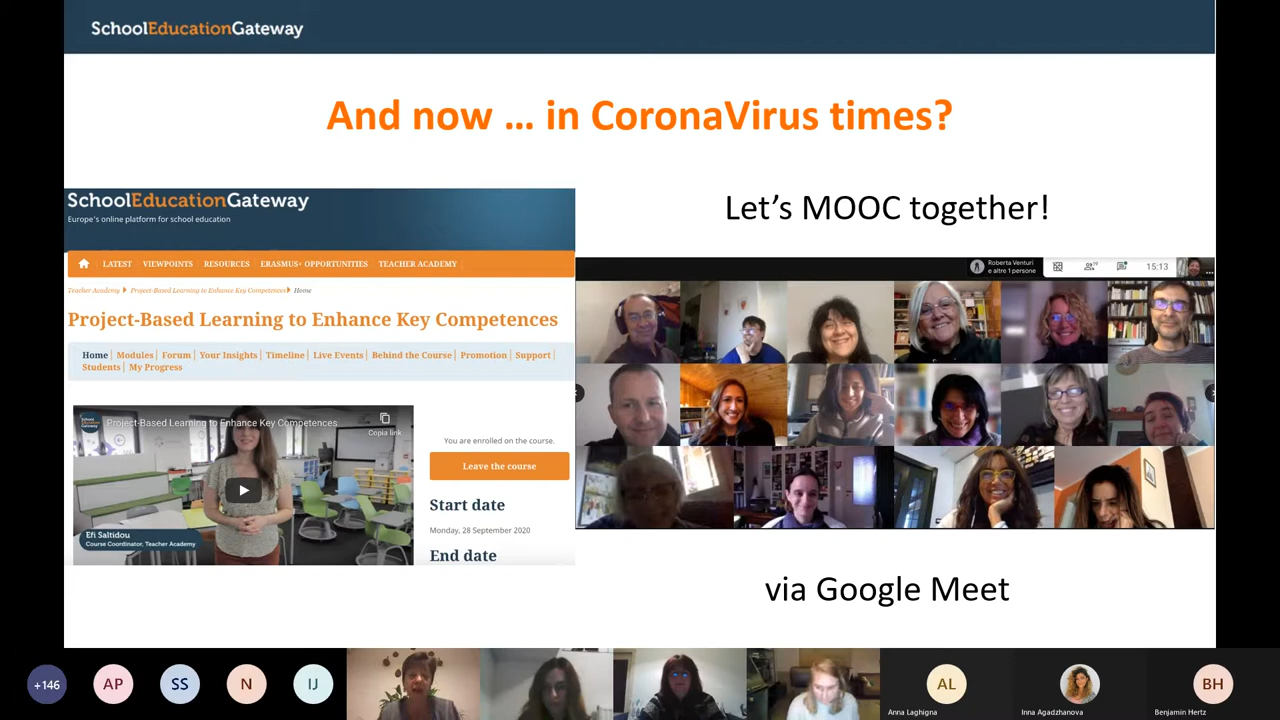 SchoolEducationGateway
And now … in CoronaVirus times?
SchoolEducationGateway
Europe's online platform for school education
LATEST VIEWPOINTS RESOURCES ERASMUS+ OPPORTUNITIES TEACHER ACADEMY
Teacher Academy Project-Based Learning to Enhance Key Competences Home
Project-Based Learning to Enhance Key Competences
Home | Modules | Forum | Your Insights | Timeline | Live Events | Behind the Course | Promotion | Support |
Students | My Progress
School
Education
Gateway
Project-Based Learning to Enhance Key Competences
Copia link
Efi Saltidou
Course Coordinator, Teacher Academy
You are enrolled on the course.
Leave the course
Start date
Monday, 28 September 2020
End date
Let's MOOC together!
Roberta Venturi
e altre 1 persone
15:13
via Google Meet
+146
AP
SS
N
IJ
AL
Anna Laghigna
Inna Agadzhanova
BH
Benjamin Hertz